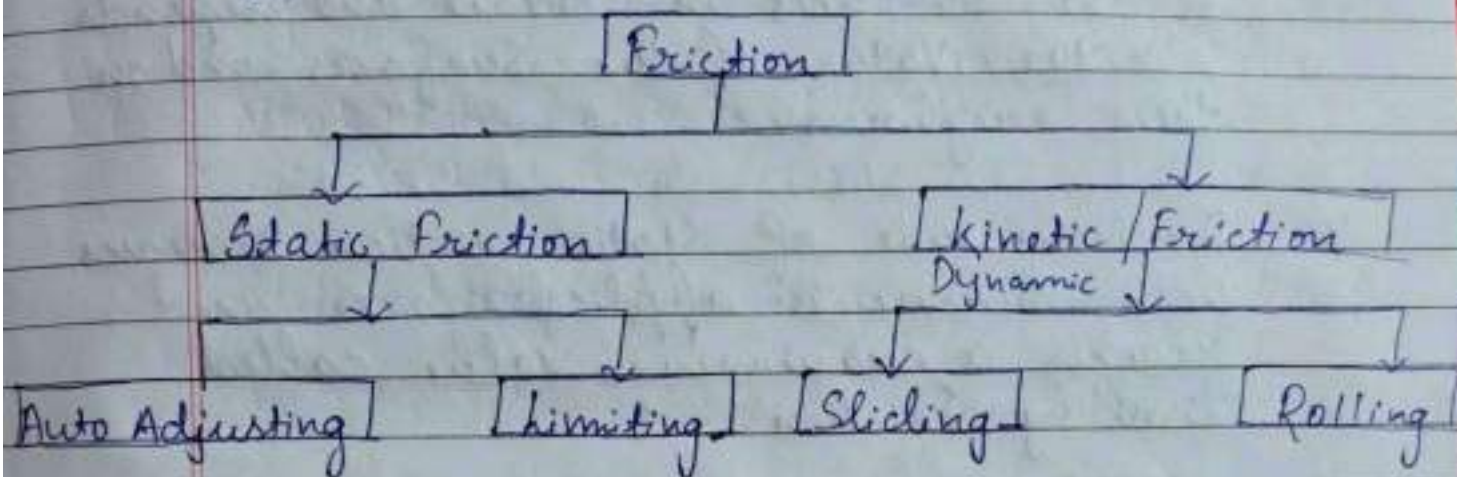 Friction
Static Friction
Kinetic / Friction
Dynamic
Auto Adjusting
Limiting
Sliding
Rolling